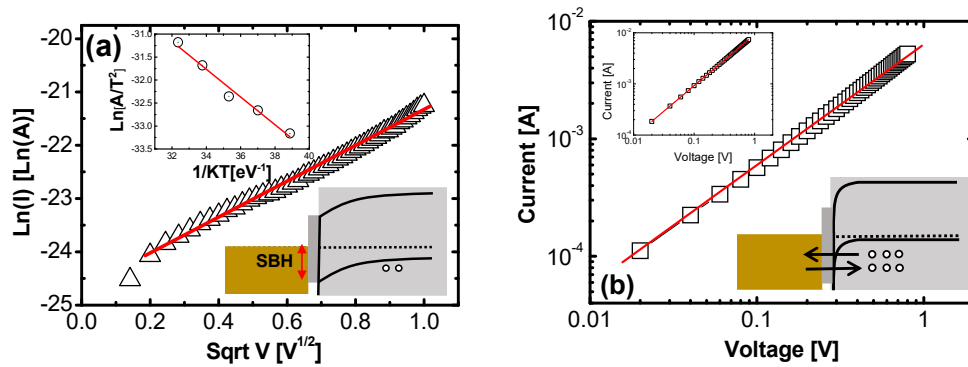 (a)
Ln(I) [Ln(A)]
-20
-21
-22
-23
-24
-25
0.0 0.2 0.4 0.6 0.8 1.0
Sqrt V [V1/2]
Ln[A/T2]
-31.0
-31.5
-32.0
-32.5
-33.0
-33.5
32 34 36 38 40
1/KT[eV-1]
SBH
(b)
Current [A]
10-2
10-3
10-4
0.01 0.1 1
Voltage [V]
Current [A]
10-2
10-3
10-4
0.01 0.1 1
Voltage [V]